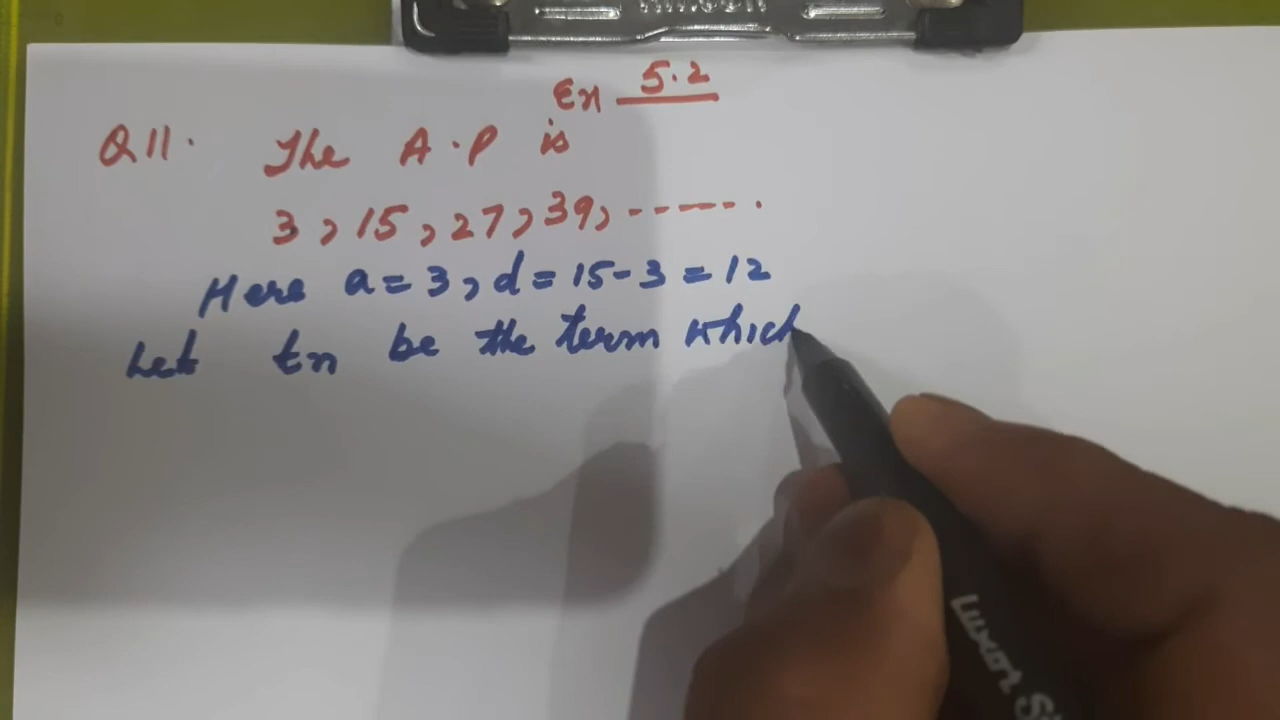 Ex 5.2
Q11. The A.P is
3, 15, 27, 39, ------.
Here a = 3, d = 15-3 = 12
Let tn be the term which
Luxor